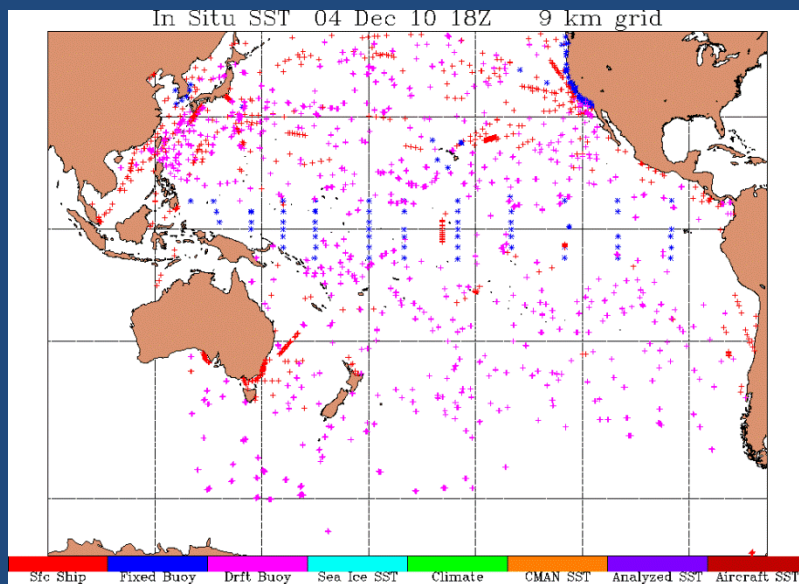 In Situ SST 04 Dec 10 18Z 9 km grid
Sfc Ship Fixed Buoy Drft Buoy Sea Ice SST Climate CMAN SST Analyzed SST Aircraft SST